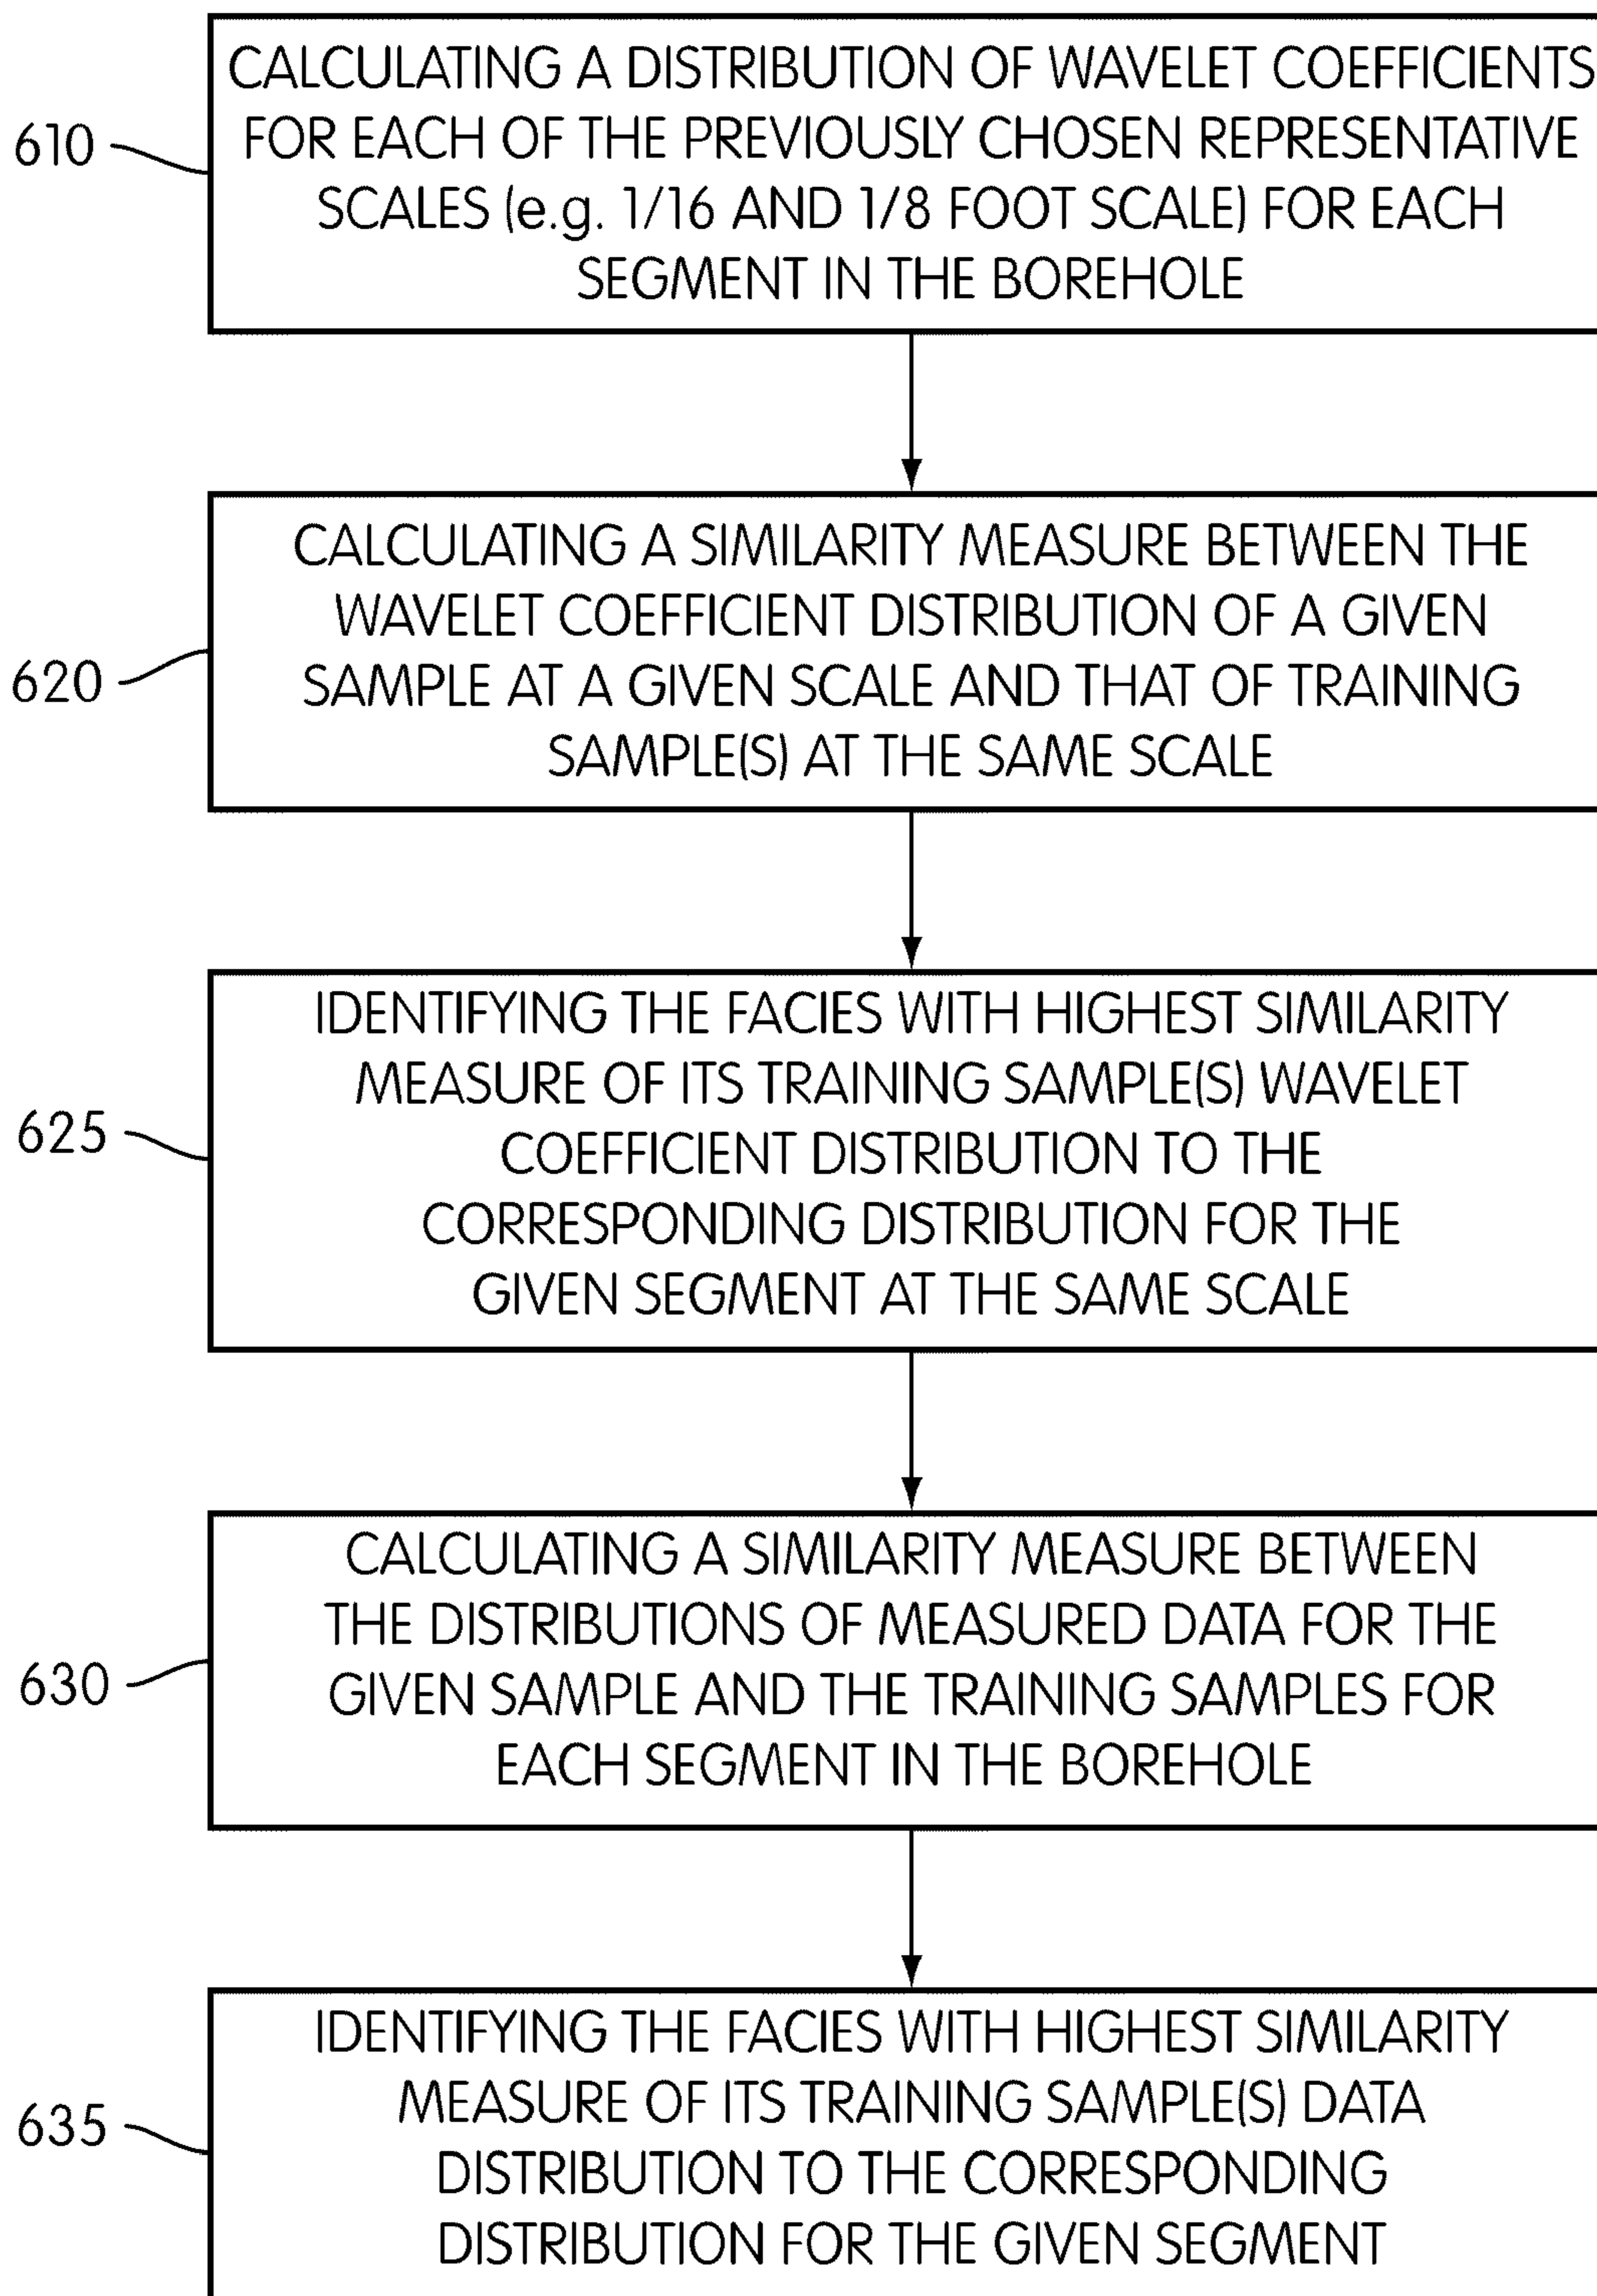 CALCULATING A DISTRIBUTION OF WAVELET COEFFICIENTS
FOR EACH OF THE PREVIOUSLY CHOSEN REPRESENTATIVE
SCALES (e.g. 1/16 AND 1/8 FOOT SCALE) FOR EACH
SEGMENT IN THE BOREHOLE
610
CALCULATING A SIMILARITY MEASURE BETWEEN THE
WAVELET COEFFICIENT DISTRIBUTION OF A GIVEN
SAMPLE AT A GIVEN SCALE AND THAT OF TRAINING
SAMPLE(S) AT THE SAME SCALE
620
IDENTIFYING THE FACIES WITH HIGHEST SIMILARITY
MEASURE OF ITS TRAINING SAMPLE(S) WAVELET
COEFFICIENT DISTRIBUTION TO THE
CORRESPONDING DISTRIBUTION FOR THE
GIVEN SEGMENT AT THE SAME SCALE
625
CALCULATING A SIMILARITY MEASURE BETWEEN
THE DISTRIBUTIONS OF MEASURED DATA FOR THE
GIVEN SAMPLE AND THE TRAINING SAMPLES FOR
EACH SEGMENT IN THE BOREHOLE
630
IDENTIFYING THE FACIES WITH HIGHEST SIMILARITY
MEASURE OF ITS TRAINING SAMPLE(S) DATA
DISTRIBUTION TO THE CORRESPONDING
DISTRIBUTION FOR THE GIVEN SEGMENT
635